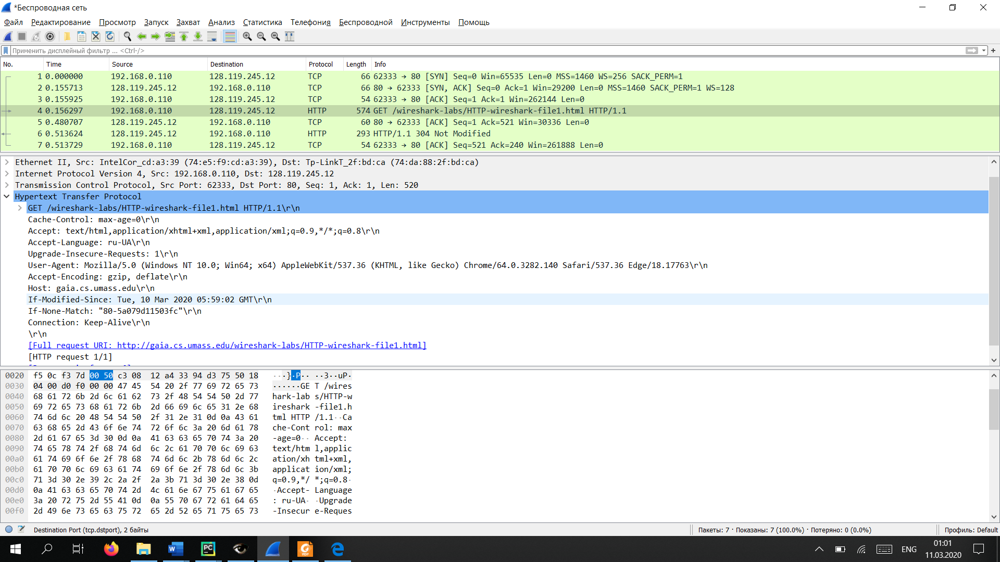 *Беспроводная сеть
Файл Редактирование Просмотр Запуск Захват Анализ Статистика Телефония Беспроводной Инструменты Помощь
Применить дисплейный фильтр ... <Ctrl-/>
No. Time Source Destination Protocol Length Info
1 0.000000 192.168.0.110 128.119.245.12 TCP 66 62333 → 80 [SYN] Seq=0 Win=65535 Len=0 MSS=1460 WS=256 SACK_PERM=1
2 0.155713 128.119.245.12 192.168.0.110 TCP 66 80 → 62333 [SYN, ACK] Seq=0 Ack=1 Win=29200 Len=0 MSS=1460 SACK_PERM=1 WS=128
3 0.155925 192.168.0.110 128.119.245.12 TCP 54 62333 → 80 [ACK] Seq=1 Ack=1 Win=262144 Len=0
4 0.156297 192.168.0.110 128.119.245.12 HTTP 574 GET /wireshark-labs/HTTP-wireshark-file1.html HTTP/1.1
5 0.480707 128.119.245.12 192.168.0.110 TCP 60 80 → 62333 [ACK] Seq=1 Ack=521 Win=30336 Len=0
6 0.513624 128.119.245.12 192.168.0.110 HTTP 293 HTTP/1.1 304 Not Modified
7 0.513729 192.168.0.110 128.119.245.12 TCP 54 62333 → 80 [ACK] Seq=521 Ack=240 Win=261888 Len=0
Ethernet II, Src: IntelCor_cd:a3:39 (74:e5:f9:cd:a3:39), Dst: Tp-LinkT_2f:bd:ca (74:da:88:2f:bd:ca)
Internet Protocol Version 4, Src: 192.168.0.110, Dst: 128.119.245.12
Transmission Control Protocol, Src Port: 62333, Dst Port: 80, Seq: 1, Ack: 1, Len: 520
Hypertext Transfer Protocol
GET /wireshark-labs/HTTP-wireshark-file1.html HTTP/1.1\r\n
Cache-Control: max-age=0\r\n
Accept: text/html,application/xhtml+xml,application/xml;q=0.9,*/*;q=0.8\r\n
Accept-Language: ru-UA\r\n
Upgrade-Insecure-Requests: 1\r\n
User-Agent: Mozilla/5.0 (Windows NT 10.0; Win64; x64) AppleWebKit/537.36 (KHTML, like Gecko) Chrome/64.0.3282.140 Safari/537.36 Edge/18.17763\r\n
Accept-Encoding: gzip, deflate\r\n
Host: gaia.cs.umass.edu\r\n
If-Modified-Since: Tue, 10 Mar 2020 05:59:02 GMT\r\n
If-None-Match: "80-5a079d11503fc"\r\n
Connection: Keep-Alive\r\n
\r\n
[Full request URI: http://gaia.cs.umass.edu/wireshark-labs/HTTP-wireshark-file1.html]
[HTTP request 1/1]
0020 f5 0c f3 7d 00 50 c3 08 12 a4 33 94 d3 75 50 18 ···}·P·· ··3··uP·
0030 04 00 d0 f0 00 00 47 45 54 20 2f 77 69 72 65 73 ······GE T /wires
0040 68 61 72 6b 2d 6c 61 62 73 2f 48 54 54 50 2d 77 hark-lab s/HTTP-w
0050 69 72 65 73 68 61 72 6b 2d 66 69 6c 65 31 2e 68 ireshark -file1.h
0060 74 6d 6c 20 48 54 54 50 2f 31 2e 31 0d 0a 43 61 tml HTTP /1.1··Ca
0070 63 68 65 2d 43 6f 6e 74 72 6f 6c 3a 20 6d 61 78 che-Cont rol: max
0080 2d 61 67 65 3d 30 0d 0a 41 63 63 65 70 74 3a 20 -age=0·· Accept:
0090 74 65 78 74 2f 68 74 6d 6c 2c 61 70 70 6c 69 63 text/htm l,applic
00a0 61 74 69 6f 6e 2f 78 68 74 6d 6c 2b 78 6d 6c 2c ation/xh tml+xml,
00b0 61 70 70 6c 69 63 61 74 69 6f 6e 2f 78 6d 6c 3b applicat ion/xml;
00c0 71 3d 30 2e 39 2c 2a 2f 2a 3b 71 3d 30 2e 38 0d q=0.9,*/ *;q=0.8·
00d0 0a 41 63 63 65 70 74 2d 4c 61 6e 67 75 61 67 65 ·Accept- Language
00e0 3a 20 72 75 2d 55 41 0d 0a 55 70 67 72 61 64 65 : ru-UA· ·Upgrade
00f0 2d 49 6e 73 65 63 75 72 65 2d 52 65 71 75 65 73 -Insecur e-Reques
Destination Port (tcp.dstport), 2 байты Пакеты: 7 · Показаны: 7 (100.0%) · Потеряно: 0 (0.0%) Профиль: Default
ENG 01:01
11.03.2020